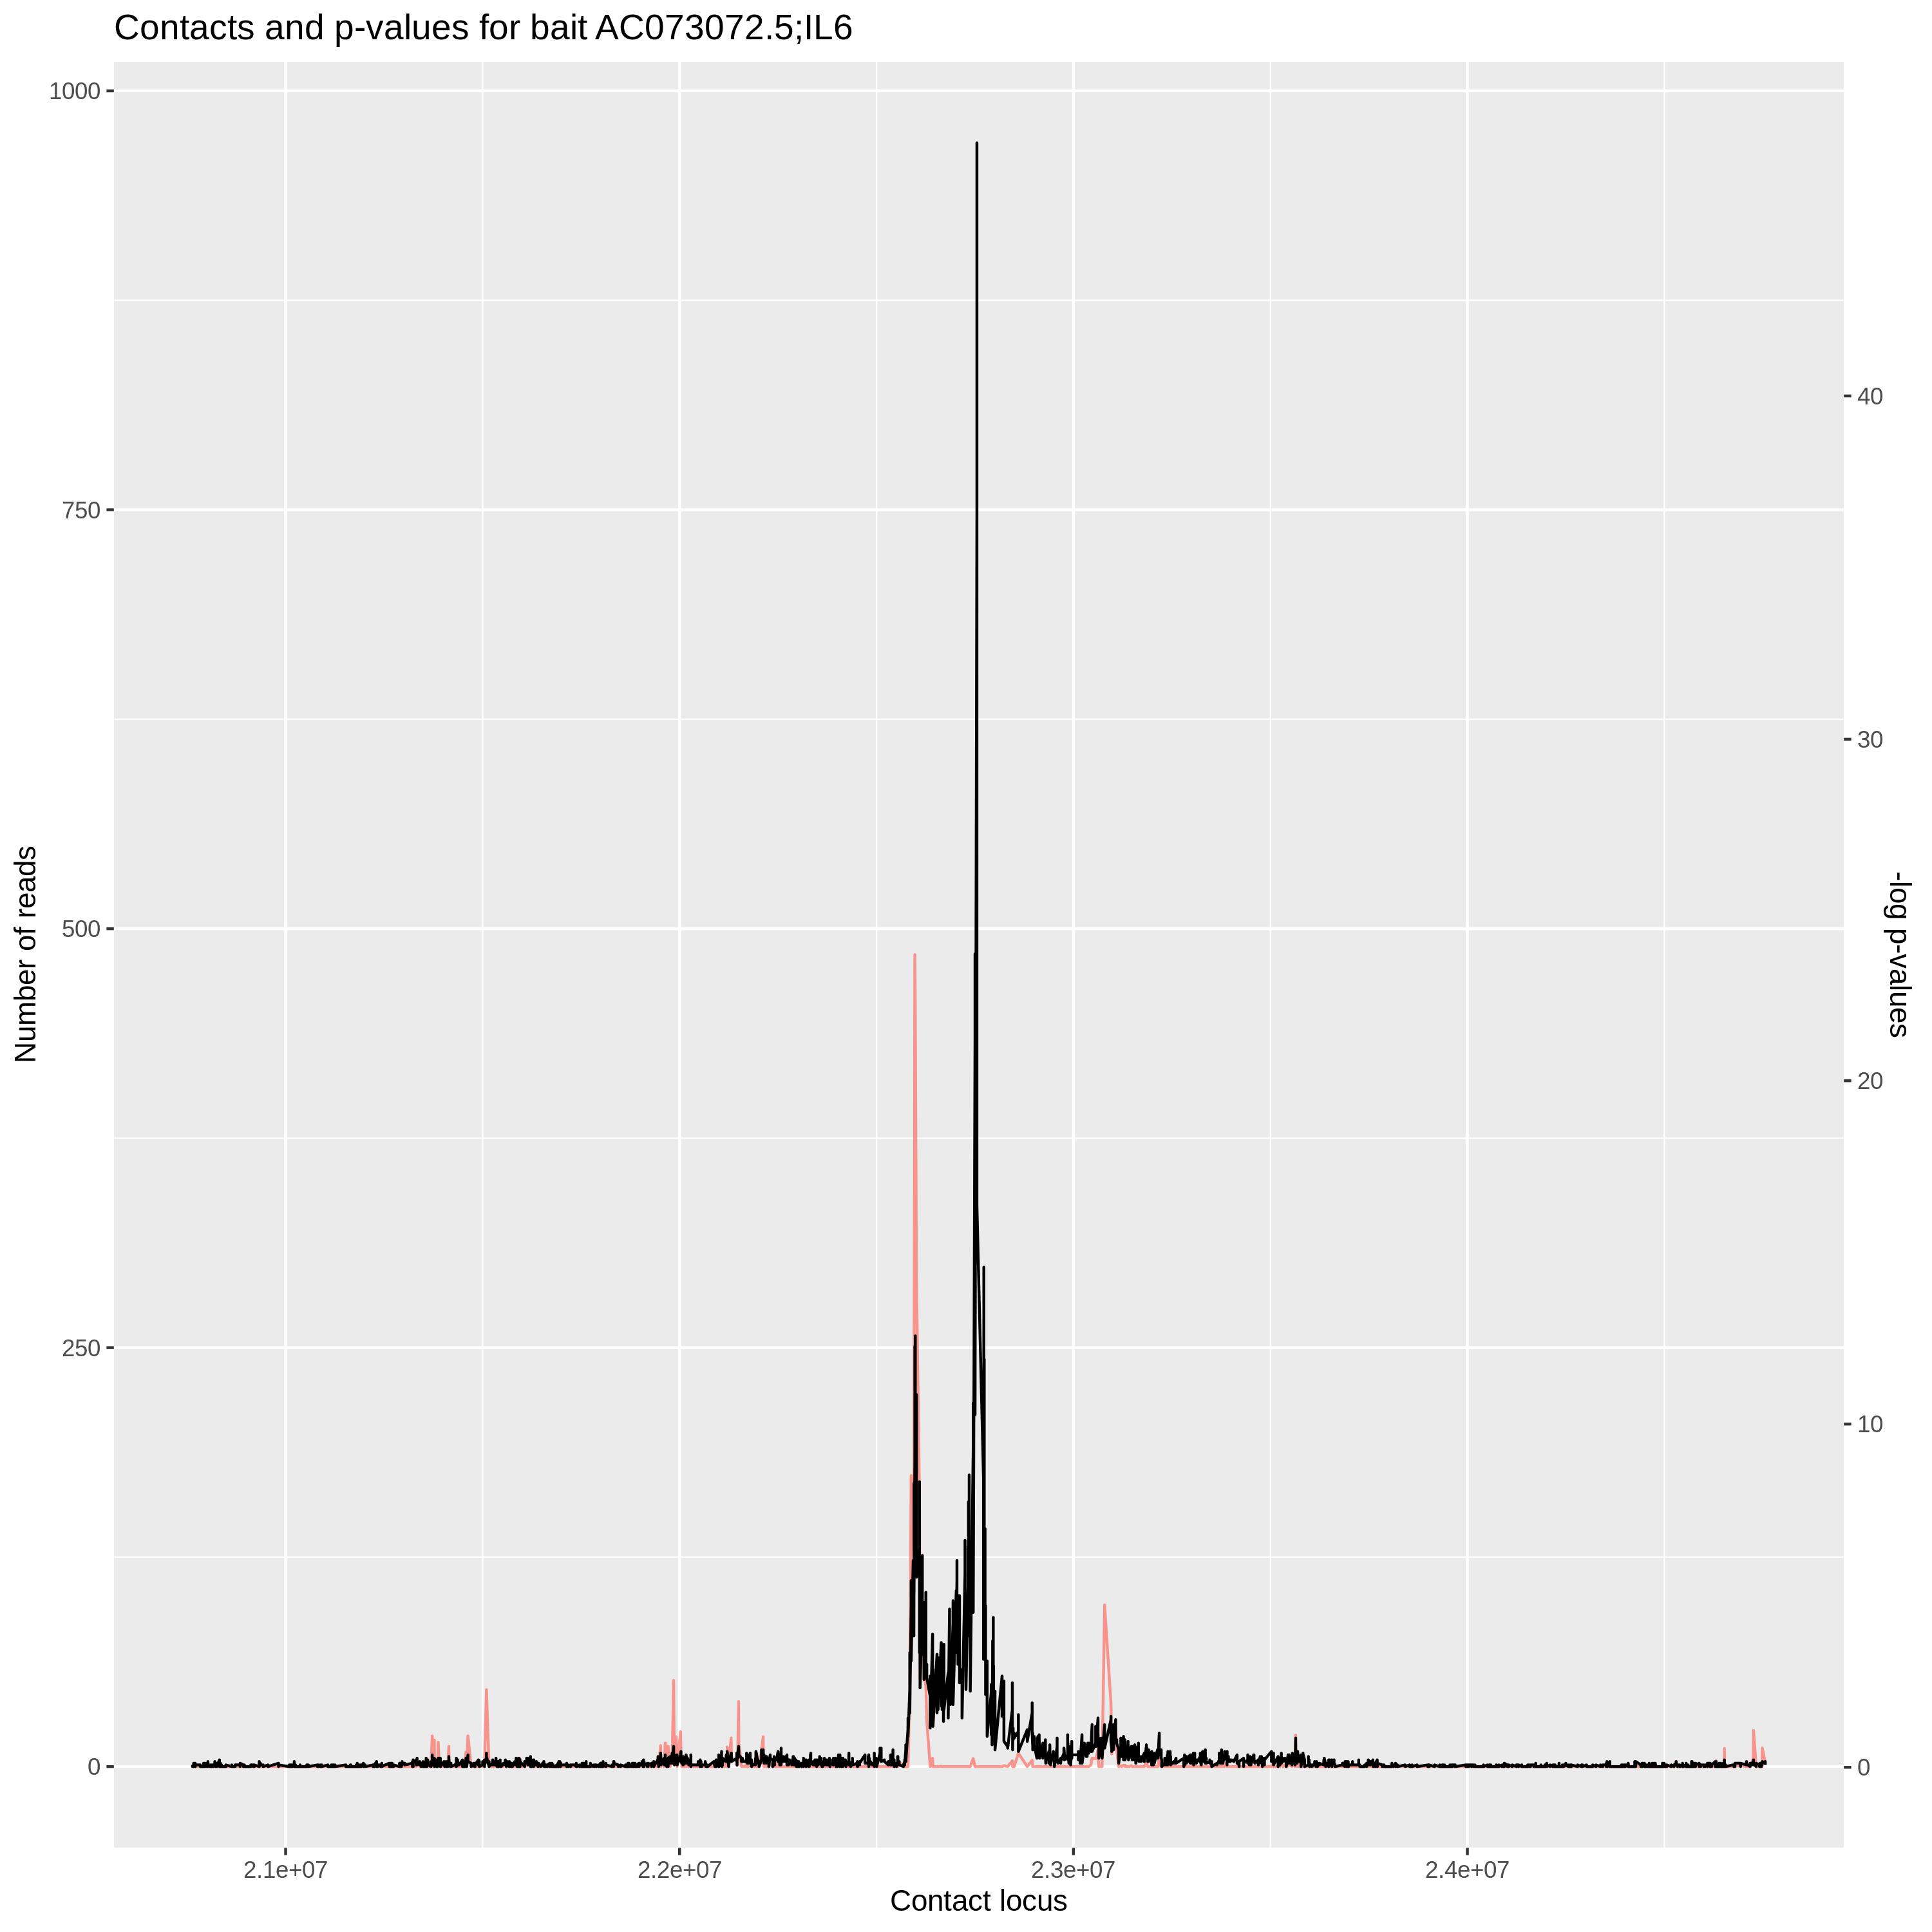 Contacts and p-values for bait AC073072.5;IL6
1000
750
500
250
0
Number of reads
40
30
20
10
0
-log p-values
2.1e+07
2.2e+07
2.3e+07
2.4e+07
Contact locus